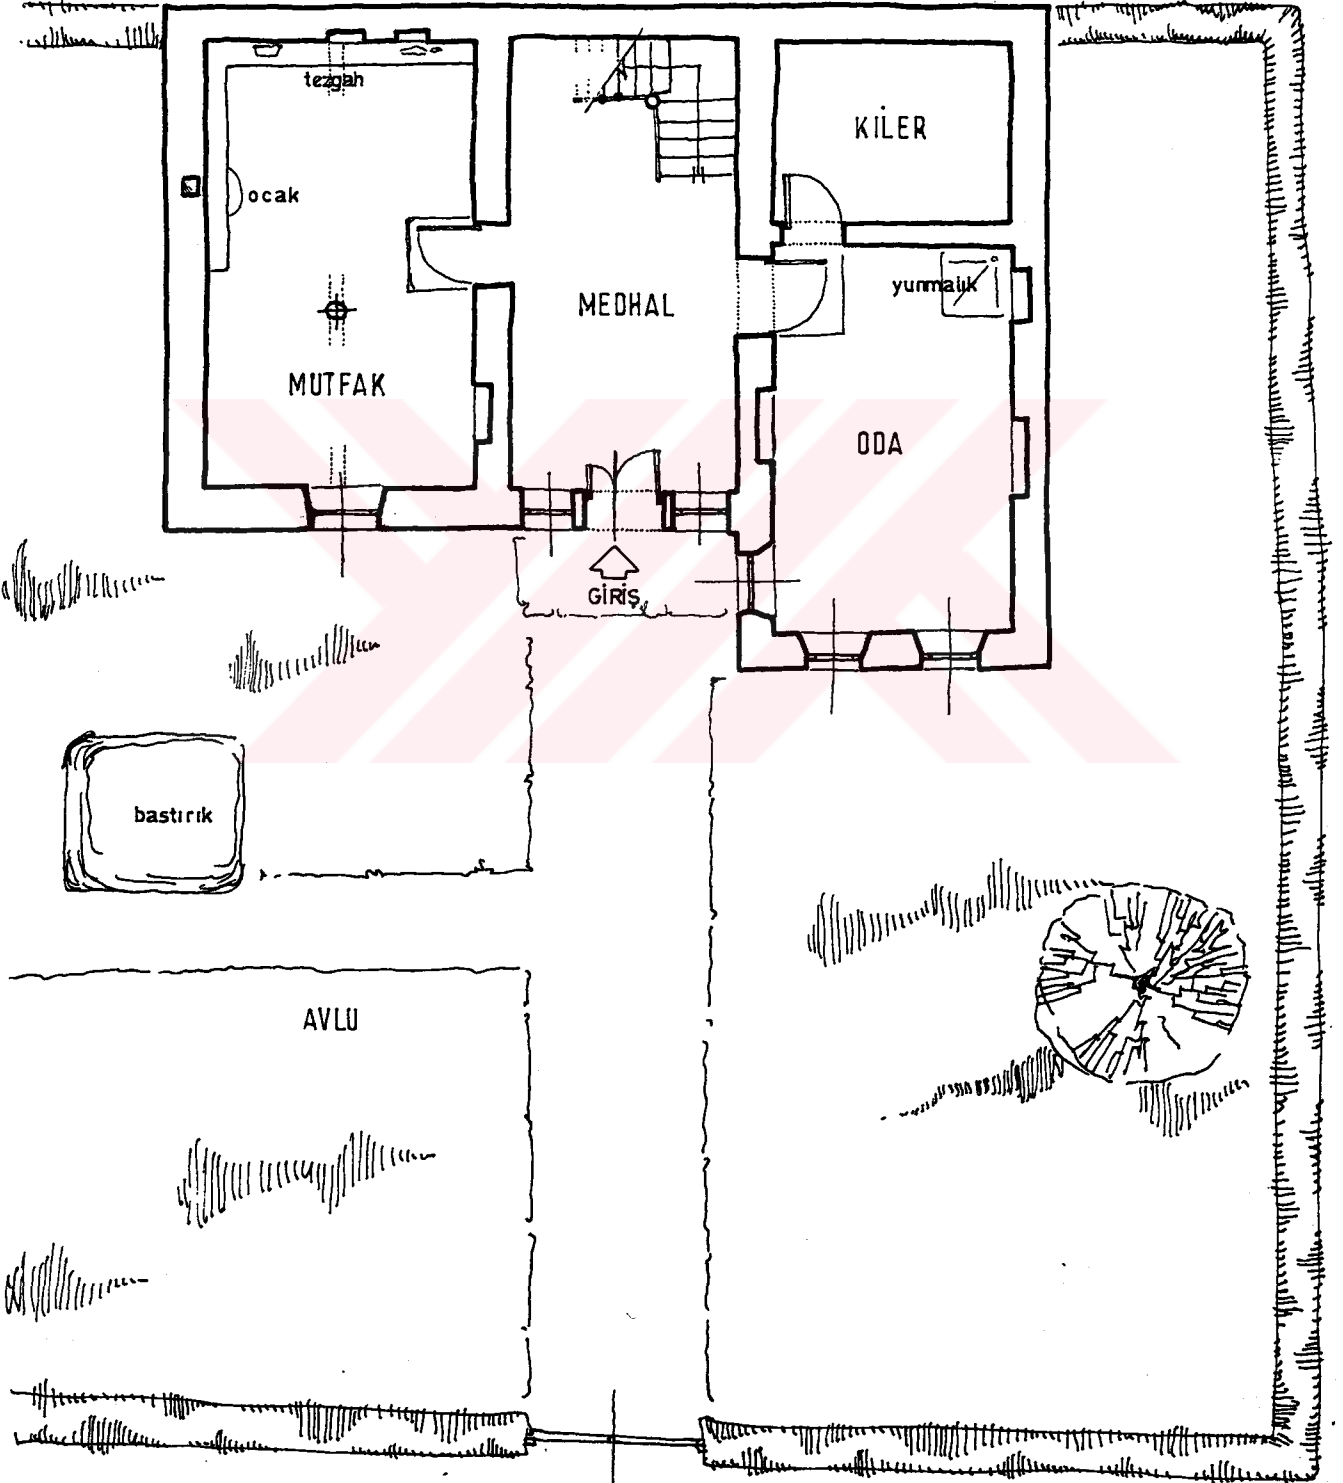 tezgah
KİLER
ocak
yunmalık
MEDHAL
MUTFAK
ODA
GİRİŞ
bastırık
AVLU